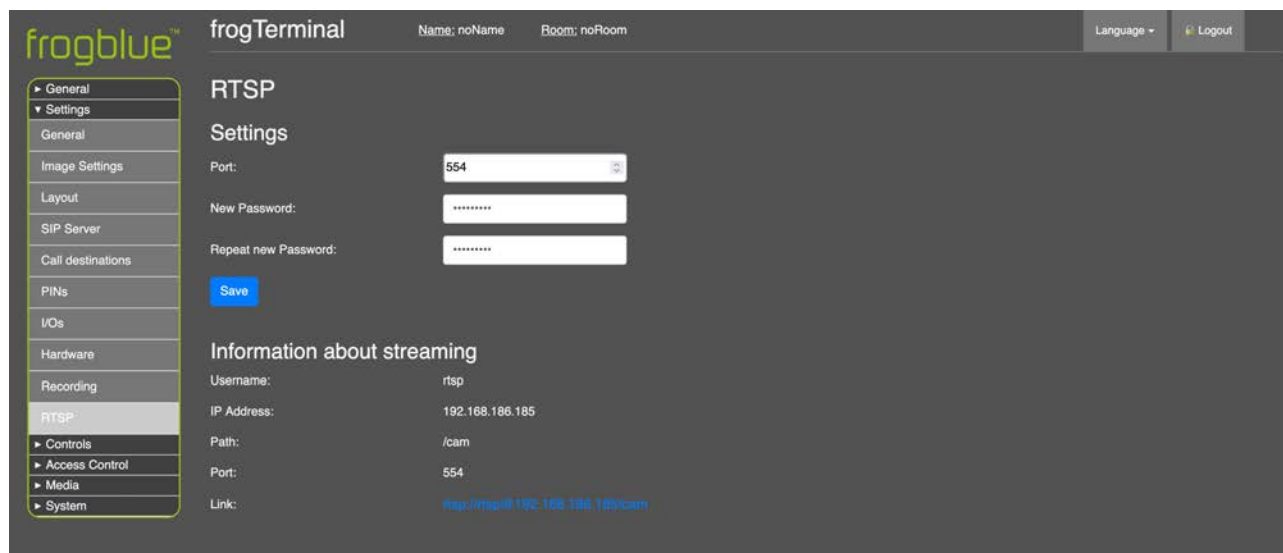 frogblue™
frogTerminal
Name: noName
Room: noRoom
Language
Logout
General
Settings
General
Image Settings
Layout
SIP Server
Call destinations
PINs
I/Os
Hardware
Recording
RTSP
Controls
Access Control
Media
System
RTSP
Settings
Port: 554
New Password: •••••••••
Repeat new Password: •••••••••
Save
Information about streaming
Username: rtsp
IP Address: 192.168.186.185
Path: /cam
Port: 554
Link: rtsp://rtsp@192.168.186.185/cam